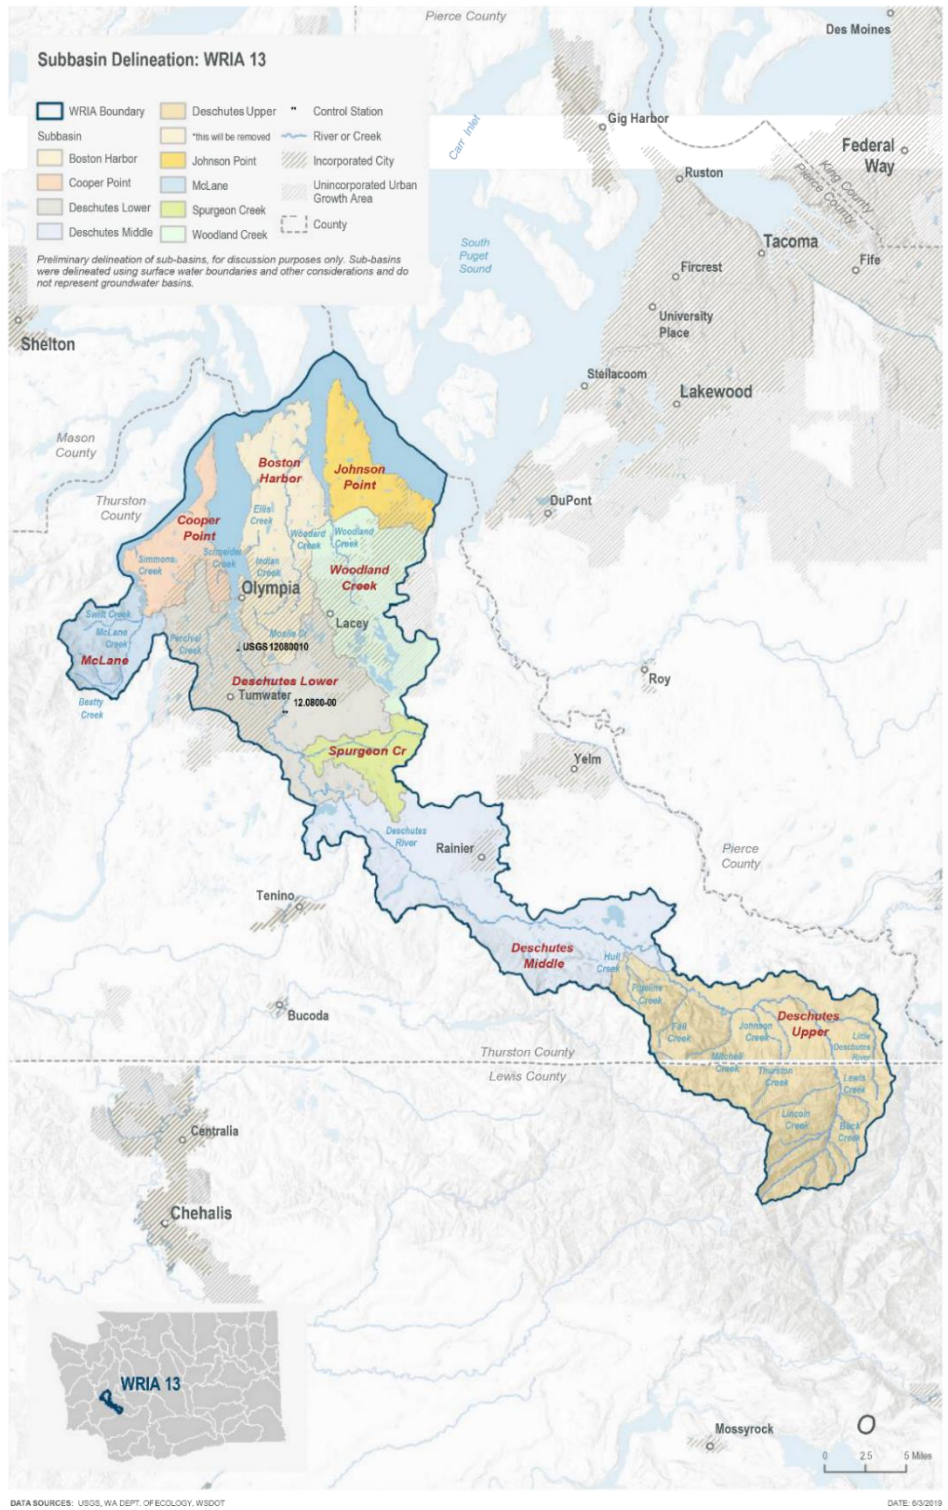 Pierce County
Des Moines
Subbasin Delineation: WRIA 13
WRIA Boundary
Subbasin
Boston Harbor
Cooper Point
Deschutes Lower
Deschutes Middle
Deschutes Upper
*this will be removed
Johnson Point
McLane
Spurgeon Creek
Woodland Creek
Control Station
River or Creek
Incorporated City
Unincorporated Urban
Growth Area
County
Preliminary delineation of sub-basins, for discussion purposes only. Sub-basins
were delineated using surface water boundaries and other considerations and do
not represent groundwater basins.
Carr Inlet
Gig Harbor
Federal
Way
King County
Pierce County
Ruston
South
Puget
Sound
Tacoma
Fircrest
Fife
University
Place
Shelton
Steilacoom
Lakewood
Mason
County
Boston
Harbor
Johnson
Point
Thurston
County
DuPont
Cooper
Point
Ellis
Creek
Woodard
Creek
Woodland
Creek
Simmons
Creek
Schneider
Creek
Indian
Creek
Woodland
Creek
Olympia
Swift Creek
McLane
Creek
Lacey
Percival
Creek
Moxlie Cr
USGS12080010
McLane
Deschutes Lower
Roy
Tumwater
12.0800-00
Beatty
Creek
Spurgeon Cr
Yelm
Deschutes
River
Rainier
Pierce
County
Tenino
Deschutes
Middle
Hull
Creek
Pipeline
Creek
Bucoda
Fall
Creek
Johnson
Creek
Deschutes
Upper
Little
Deschutes
River
Thurston County
Lewis County
Mitchell
Creek
Thurston
Creek
Lewis
Creek
Lincoln
Creek
Buck
Creek
Centralia
Chehalis
WRIA 13
Mossyrock
0 2.5 5 Miles
DATA SOURCES: USGS, WA DEPT. OF ECOLOGY, WSDOT
DATE: 6/3/2019